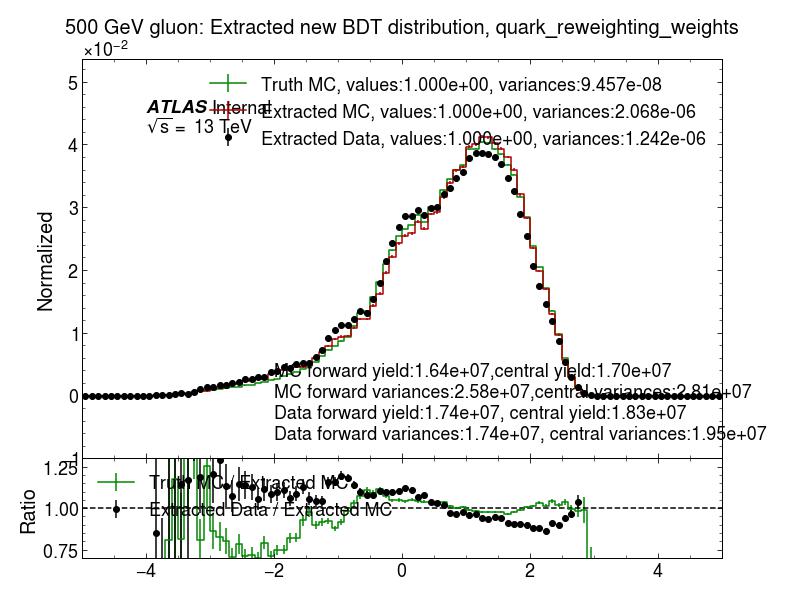 500 GeV gluon: Extracted new BDT distribution, quark_reweighting_weights
×10⁻²
Truth MC, values:1.000e+00, variances:9.457e-08
ATLAS Internal
Extracted MC, values:1.000e+00, variances:2.068e-06
√s = 13 TeV
Extracted Data, values:1.000e+00, variances:1.242e-06
5
4
3
2
1
0
Normalized
MC forward yield:1.64e+07,central yield:1.70e+07
MC forward variances:2.58e+07,central variances:2.81e+07
Data forward yield:1.74e+07, central yield:1.83e+07
Data forward variances:1.74e+07, central variances:1.95e+07
1.25
1.00
0.75
Ratio
Truth MC / Extracted MC
Extracted Data / Extracted MC
−4 −2 0 2 4